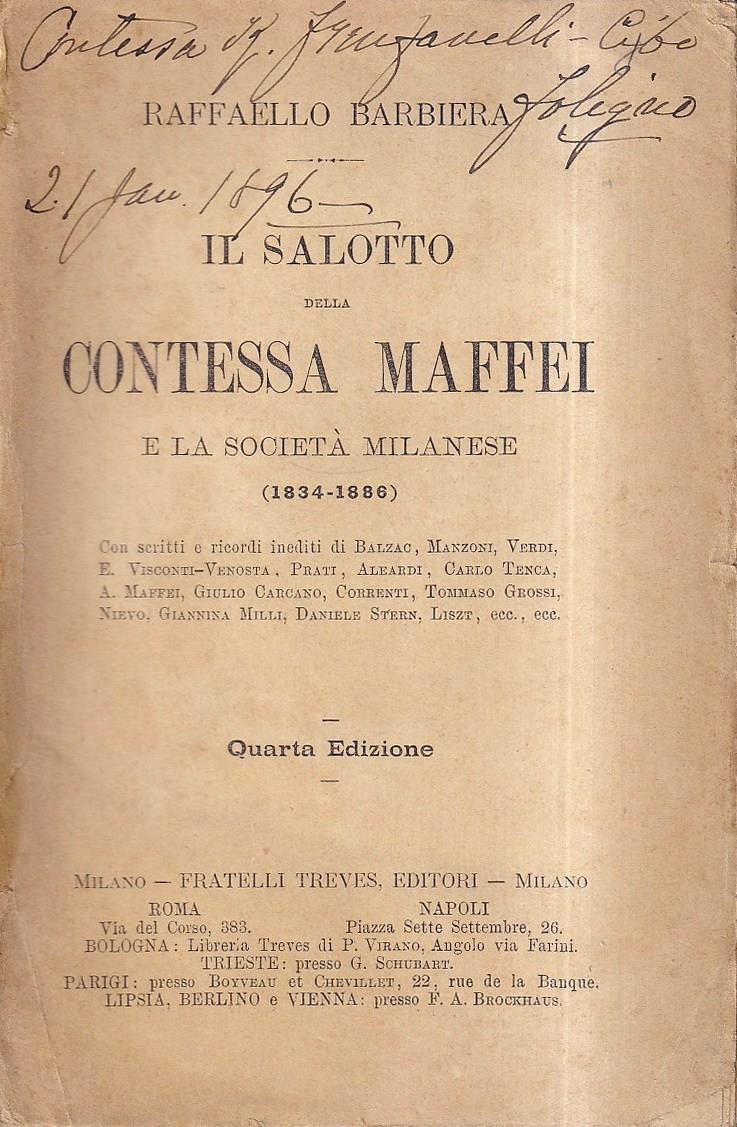 Contessa K. Frenfanelli - Cibo
Foligno
RAFFAELLO BARBIERA
21 Jan. 1896
IL SALOTTO
DELLA
CONTESSA MAFFEI
E LA SOCIETÀ MILANESE
(1834-1886)
Con scritti e ricordi inediti di BALZAC, MANZONI, VERDI,
E. VISCONTI-VENOSTA, PRATI, ALEARDI, CARLO TENCA,
A. MAFFEI, GIULIO CARCANO, CORRENTI, TOMMASO GROSSI,
NIEVO, GIANNINA MILLI, DANIELE STERN, LISZT, ecc., ecc.
Quarta Edizione
MILANO — FRATELLI TREVES, EDITORI — MILANO
ROMA NAPOLI
Via del Corso, 383. Piazza Sette Settembre, 26.
BOLOGNA: Libreria Treves di P. VIRANO, Angolo via Farini.
TRIESTE: presso G. SCHUBART.
PARIGI: presso BOYVEAU et CHEVILLET, 22, rue de la Banque.
LIPSIA, BERLINO e VIENNA: presso F. A. BROCKHAUS.